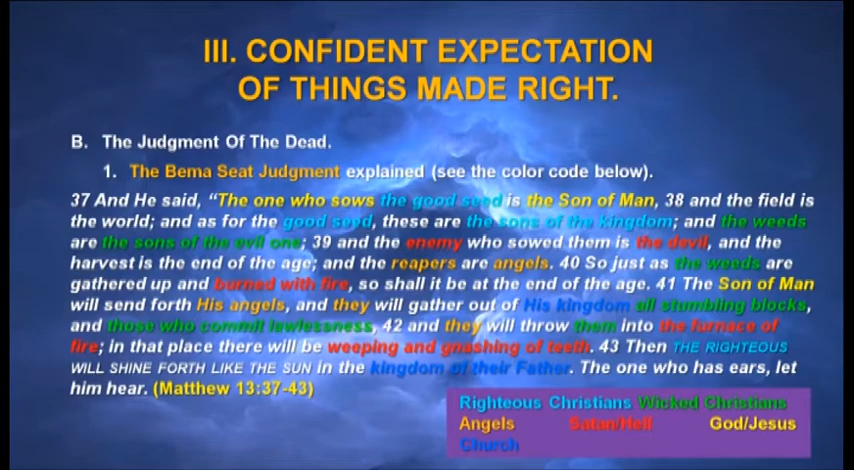 III. CONFIDENT EXPECTATION
OF THINGS MADE RIGHT.
B. The Judgment Of The Dead.
1. The Bema Seat Judgment explained (see the color code below).
37 And He said, “The one who sows the good seed is the Son of Man, 38 and the field is
the world; and as for the good seed, these are the sons of the kingdom; and the weeds
are the sons of the evil one; 39 and the enemy who sowed them is the devil, and the
harvest is the end of the age; and the reapers are angels. 40 So just as the weeds are
gathered up and burned with fire, so shall it be at the end of the age. 41 The Son of Man
will send forth His angels, and they will gather out of His kingdom all stumbling blocks,
and those who commit lawlessness, 42 and they will throw them into the furnace of
fire; in that place there will be weeping and gnashing of teeth. 43 Then THE RIGHTEOUS
WILL SHINE FORTH LIKE THE SUN in the kingdom of their Father. The one who has ears, let
him hear. (Matthew 13:37-43)
Righteous Christians Wicked Christians
Angels Satan/Hell God/Jesus
Church